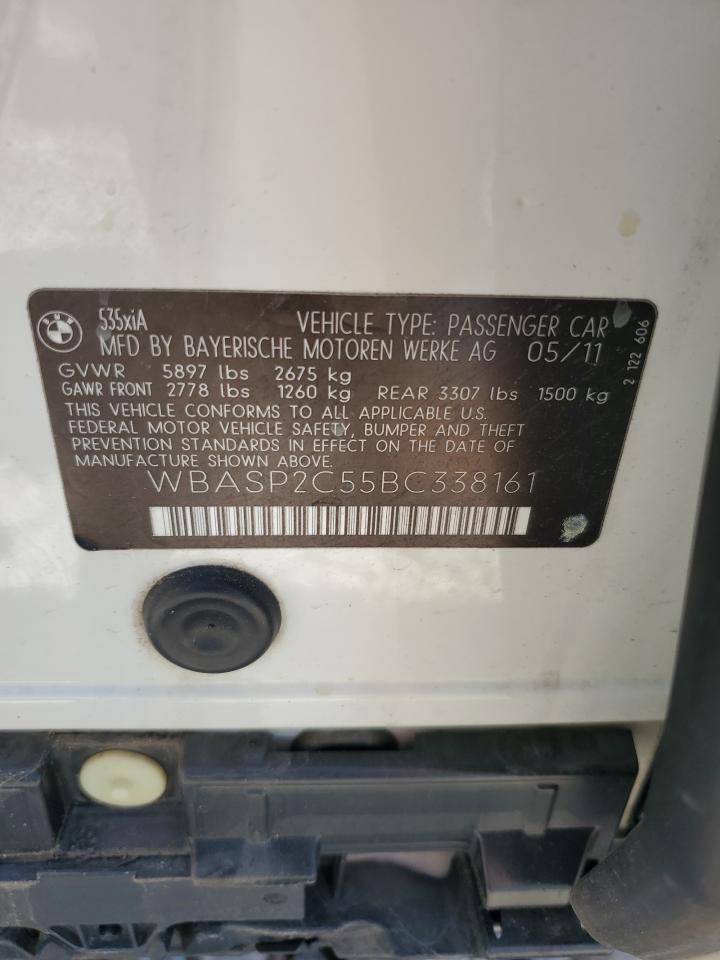 BMW
535xiA VEHICLE TYPE: PASSENGER CAR
MFD BY BAYERISCHE MOTOREN WERKE AG 05/11
GVWR 5897 lbs 2675 kg
GAWR FRONT 2778 lbs 1260 kg REAR 3307 lbs 1500 kg
THIS VEHICLE CONFORMS TO ALL APPLICABLE U.S.
FEDERAL MOTOR VEHICLE SAFETY, BUMPER AND THEFT
PREVENTION STANDARDS IN EFFECT ON THE DATE OF
MANUFACTURE SHOWN ABOVE.
WBASP2C55BC338161
2 122 606